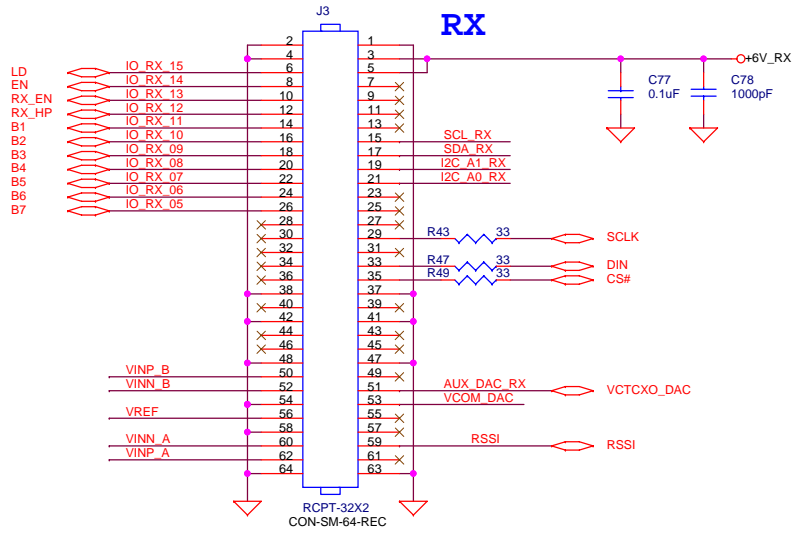 J3
RX
2 1
4 3 +6V_RX
LD IO_RX_15 6 5
EN IO_RX_14 8 7 C77 C78
RX_EN IO_RX_13 10 9 0.1uF 1000pF
RX_HP IO_RX_12 12 11
B1 IO_RX_11 14 13
B2 IO_RX_10 16 15 SCL_RX
B3 IO_RX_09 18 17 SDA_RX
B4 IO_RX_08 20 19 I2C_A1_RX
B5 IO_RX_07 22 21 I2C_A0_RX
B6 IO_RX_06 24 23
B7 IO_RX_05 26 25
28 27
30 29 R43 33 SCLK
32 31
34 33 R47 33 DIN
36 35 R49 33 CS#
38 37
40 39
42 41
44 43
46 45
48 47
VINP_B 50 49
VINN_B 52 51 AUX_DAC_RX VCTCXO_DAC
54 53 VCOM_DAC
VREF 56 55
58 57
VINN_A 60 59 RSSI RSSI
VINP_A 62 61
64 63
RCPT-32X2
CON-SM-64-REC